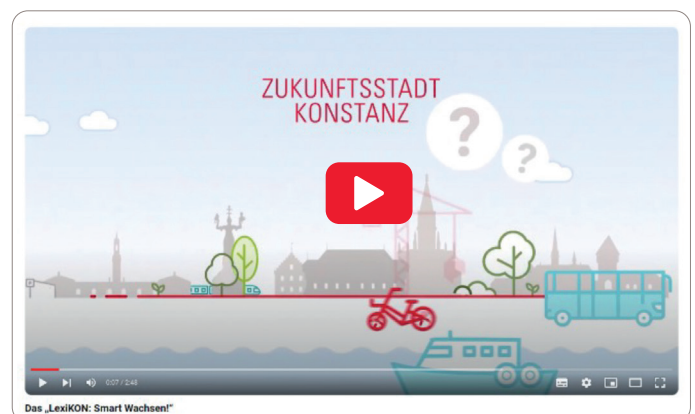 ZUKUNFTSSTADT
KONSTANZ
?
?
0:07 / 2:48
Das „LexiKON: Smart Wachsen!“